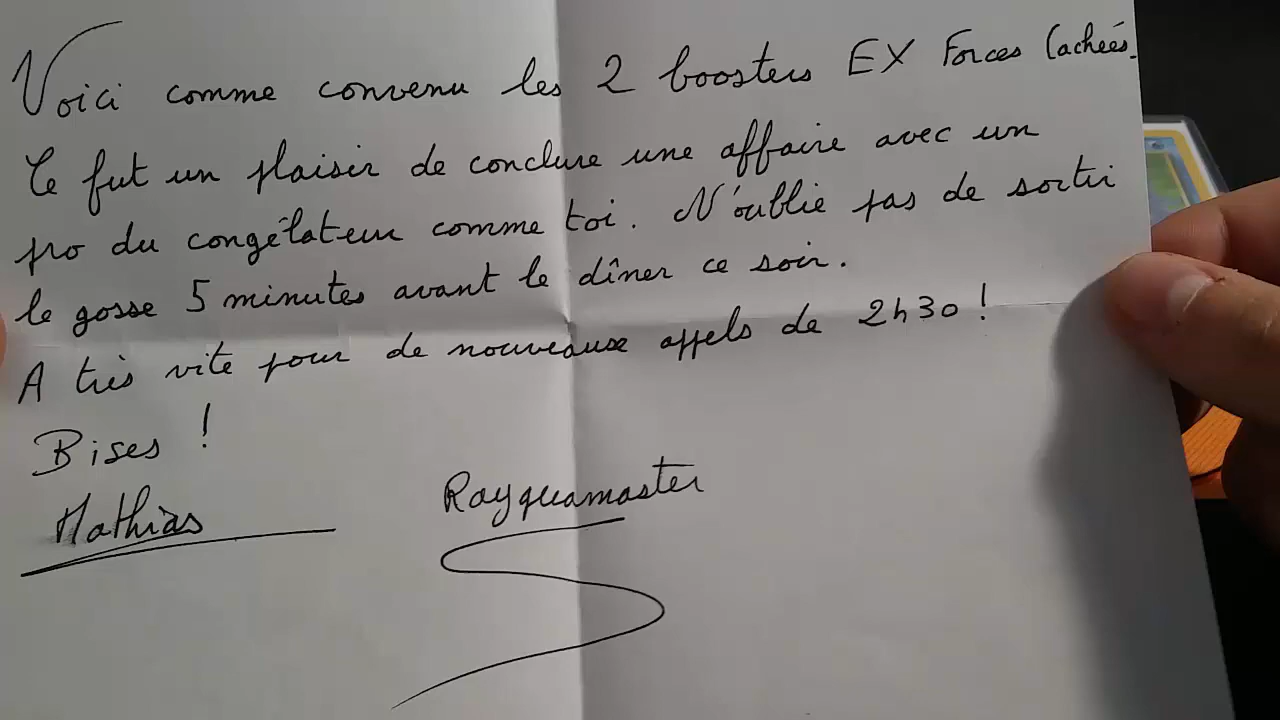 Voici comme convenu les 2 boosters EX Forces Cachées.
Ce fut un plaisir de conclure une affaire avec un
pro du congélateur comme toi. N'oublie pas de sortir
le gosse 5 minutes avant le dîner ce soir.
A très vite pour de nouveaux appels de 2h30 !
Bises !
Mathias
Rayquamaster